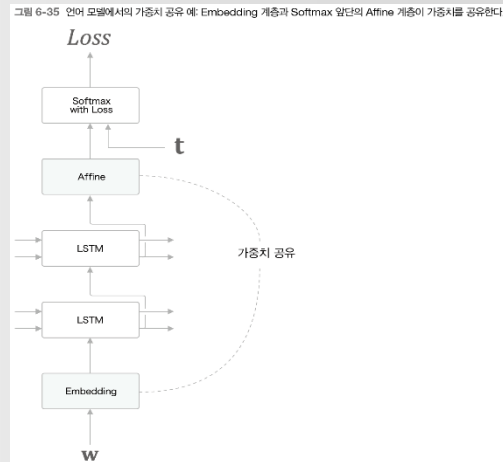 그림 6-35 언어 모델에서의 가중치 공유 예: Embedding 계층과 Softmax 앞단의 Affine 계층이 가중치를 공유한다
Loss
Softmax
with Loss
t
Affine
LSTM
가중치 공유
LSTM
Embedding
w